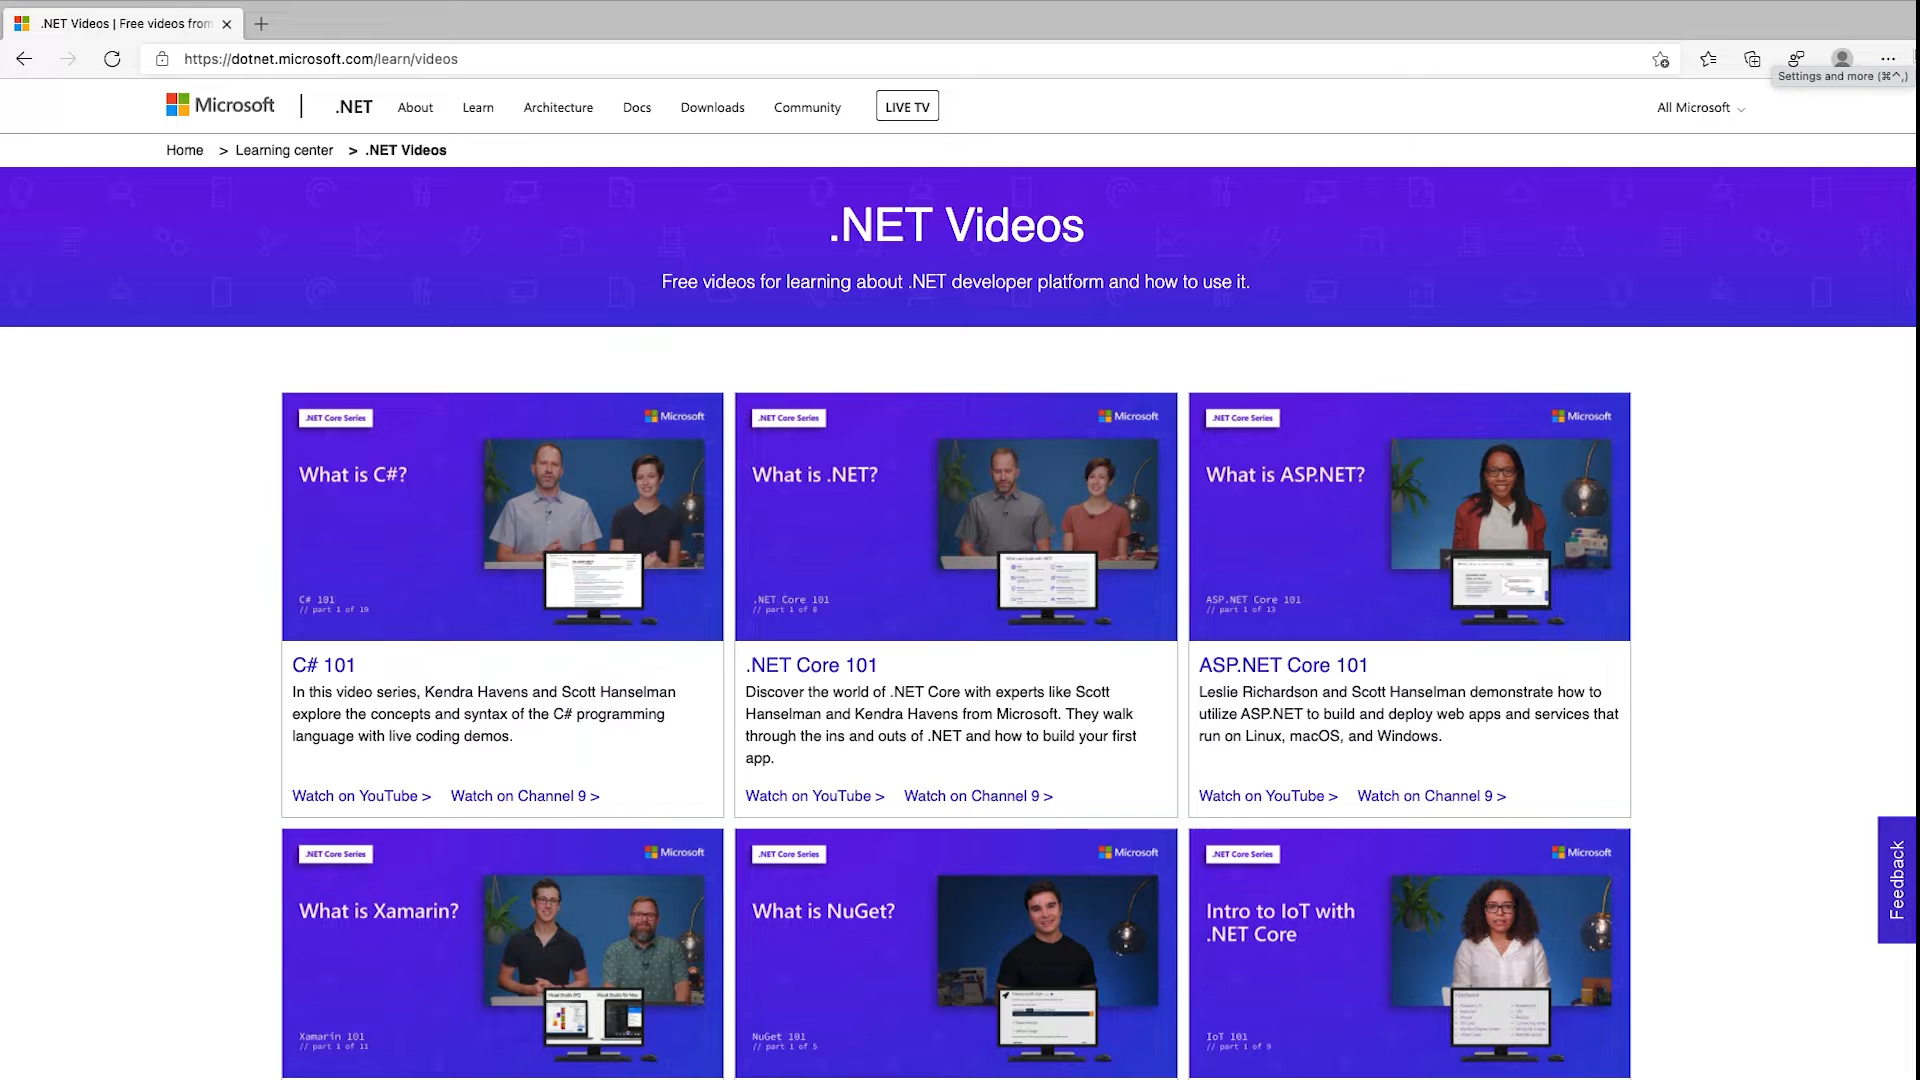 .NET Videos | Free videos from
https://dotnet.microsoft.com/learn/videos
Settings and more (⌘^,)
Microsoft
.NET
About
Learn
Architecture
Docs
Downloads
Community
LIVE TV
All Microsoft
Home > Learning center > .NET Videos
.NET Videos
Free videos for learning about .NET developer platform and how to use it.
.NET Core Series
Microsoft
What is C#?
C# 101
// part 1 of 19
C# 101
In this video series, Kendra Havens and Scott Hanselman
explore the concepts and syntax of the C# programming
language with live coding demos.
Watch on YouTube >
Watch on Channel 9 >
.NET Core Series
Microsoft
What is .NET?
.NET Core 101
// part 1 of 8
.NET Core 101
Discover the world of .NET Core with experts like Scott
Hanselman and Kendra Havens from Microsoft. They walk
through the ins and outs of .NET and how to build your first
app.
Watch on YouTube >
Watch on Channel 9 >
.NET Core Series
Microsoft
What is ASP.NET?
ASP.NET Core 101
// part 1 of 13
ASP.NET Core 101
Leslie Richardson and Scott Hanselman demonstrate how to
utilize ASP.NET to build and deploy web apps and services that
run on Linux, macOS, and Windows.
Watch on YouTube >
Watch on Channel 9 >
.NET Core Series
Microsoft
What is Xamarin?
Xamarin 101
// part 1 of 11
.NET Core Series
Microsoft
What is NuGet?
NuGet 101
// part 1 of 5
.NET Core Series
Microsoft
Intro to IoT with
.NET Core
IoT 101
// part 1 of 9
Feedback